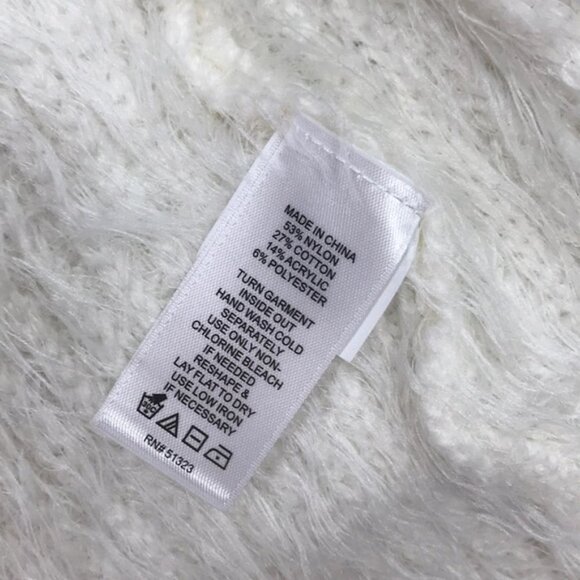 MADE IN CHINA
53% NYLON
27% COTTON
14% ACRYLIC
6% POLYESTER
TURN GARMENT
INSIDE OUT
HAND WASH COLD
SEPARATELY
USE ONLY NON-
CHLORINE BLEACH
IF NEEDED
RESHAPE &
LAY FLAT TO DRY
USE LOW IRON
IF NECESSARY
RN# 51323